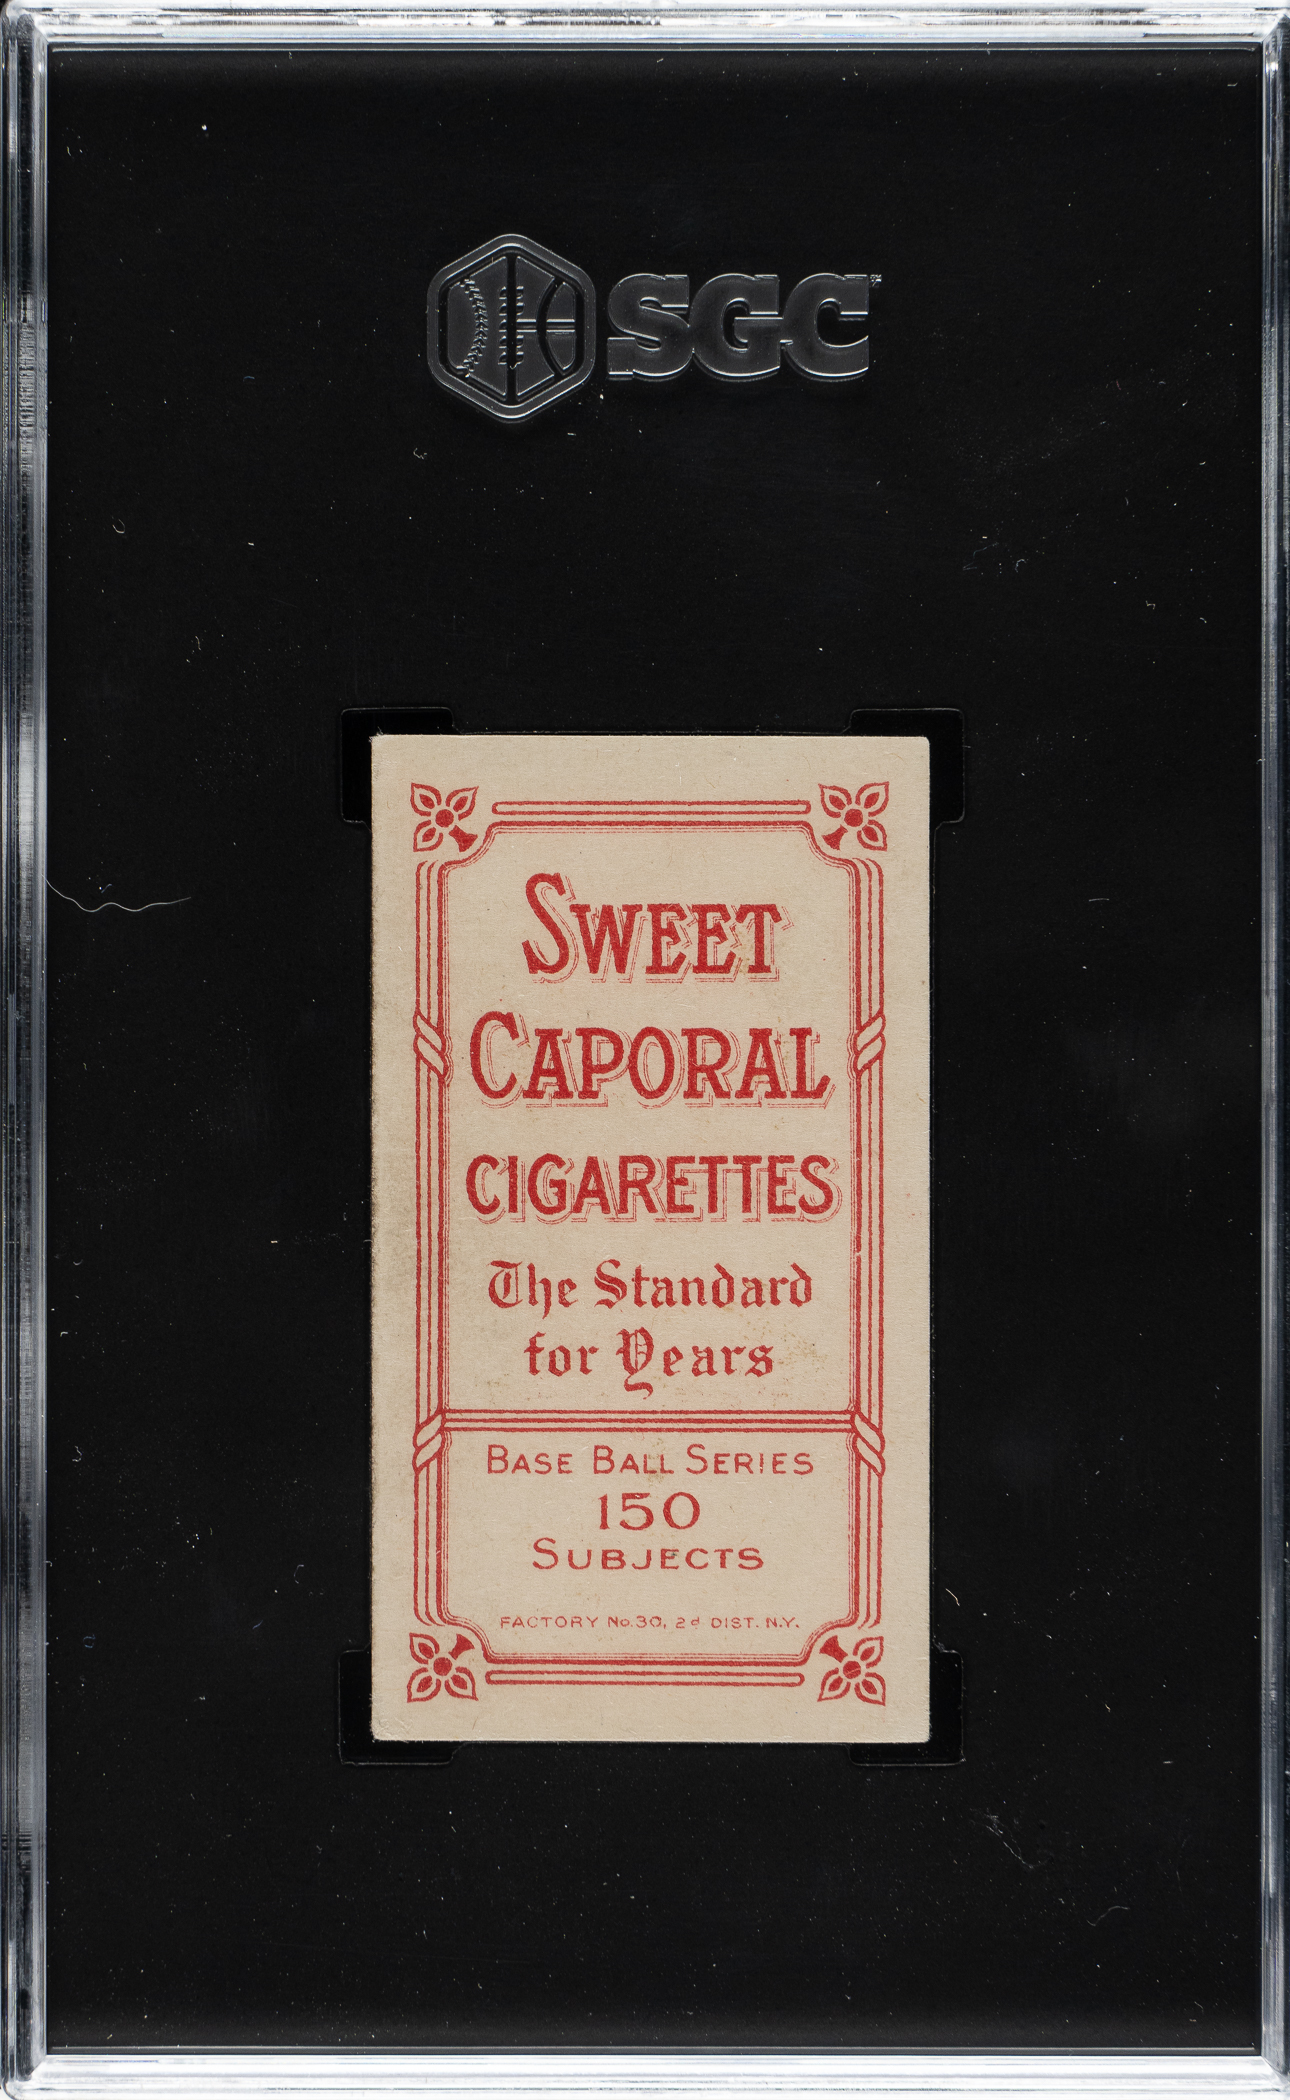 SGC
SWEET
CAPORAL
CIGARETTES
The Standard
for Years
BASE BALL SERIES
150
SUBJECTS
FACTORY No.30, 2d DIST. N.Y.